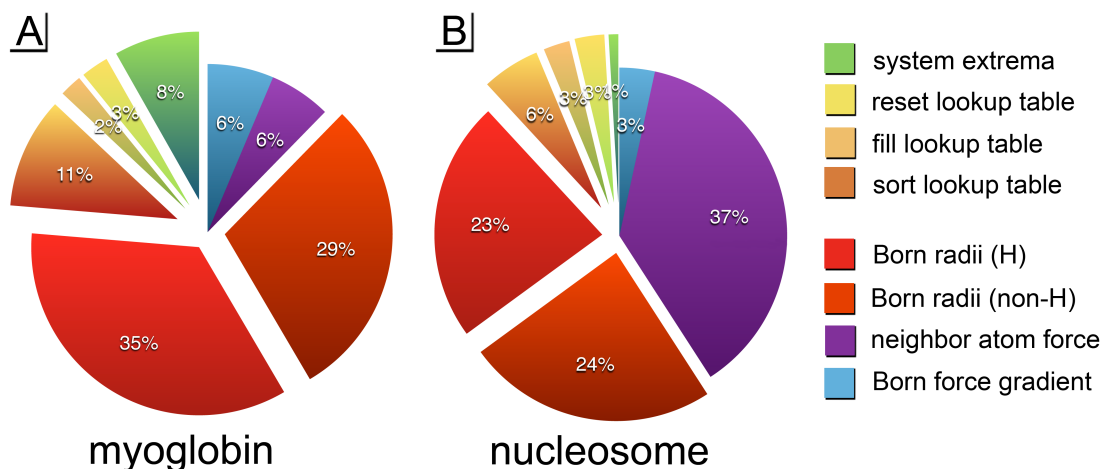 A
8%
3%
2%
11%
6%
6%
29%
35%
myoglobin
B
1%
3%
3%
6%
3%
37%
23%
24%
nucleosome
system extrema
reset lookup table
fill lookup table
sort lookup table
Born radii (H)
Born radii (non-H)
neighbor atom force
Born force gradient